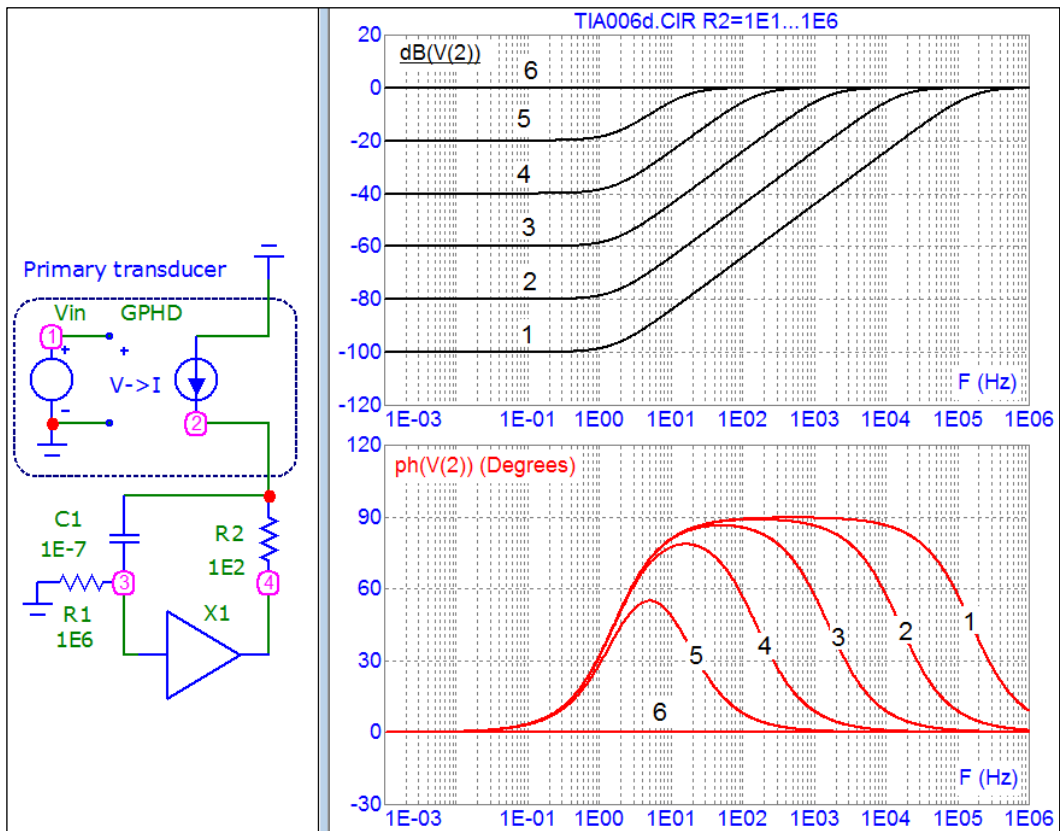 TIA006d.CIR R2=1E1...1E6
dB(V(2))
20
0
-20
-40
-60
-80
-100
-120
6
5
4
3
2
1
F (Hz)
1E-03 1E-01 1E00 1E01 1E02 1E03 1E04 1E05 1E06
Primary transducer
Vin GPHD
1
+
+
V->I
-
2
C1
1E-7
R2
1E2
3
4
R1
1E6
X1
ph(V(2)) (Degrees)
120
90
60
30
0
-30
6
5
4
3
2
1
F (Hz)
1E-03 1E-01 1E00 1E01 1E02 1E03 1E04 1E05 1E06